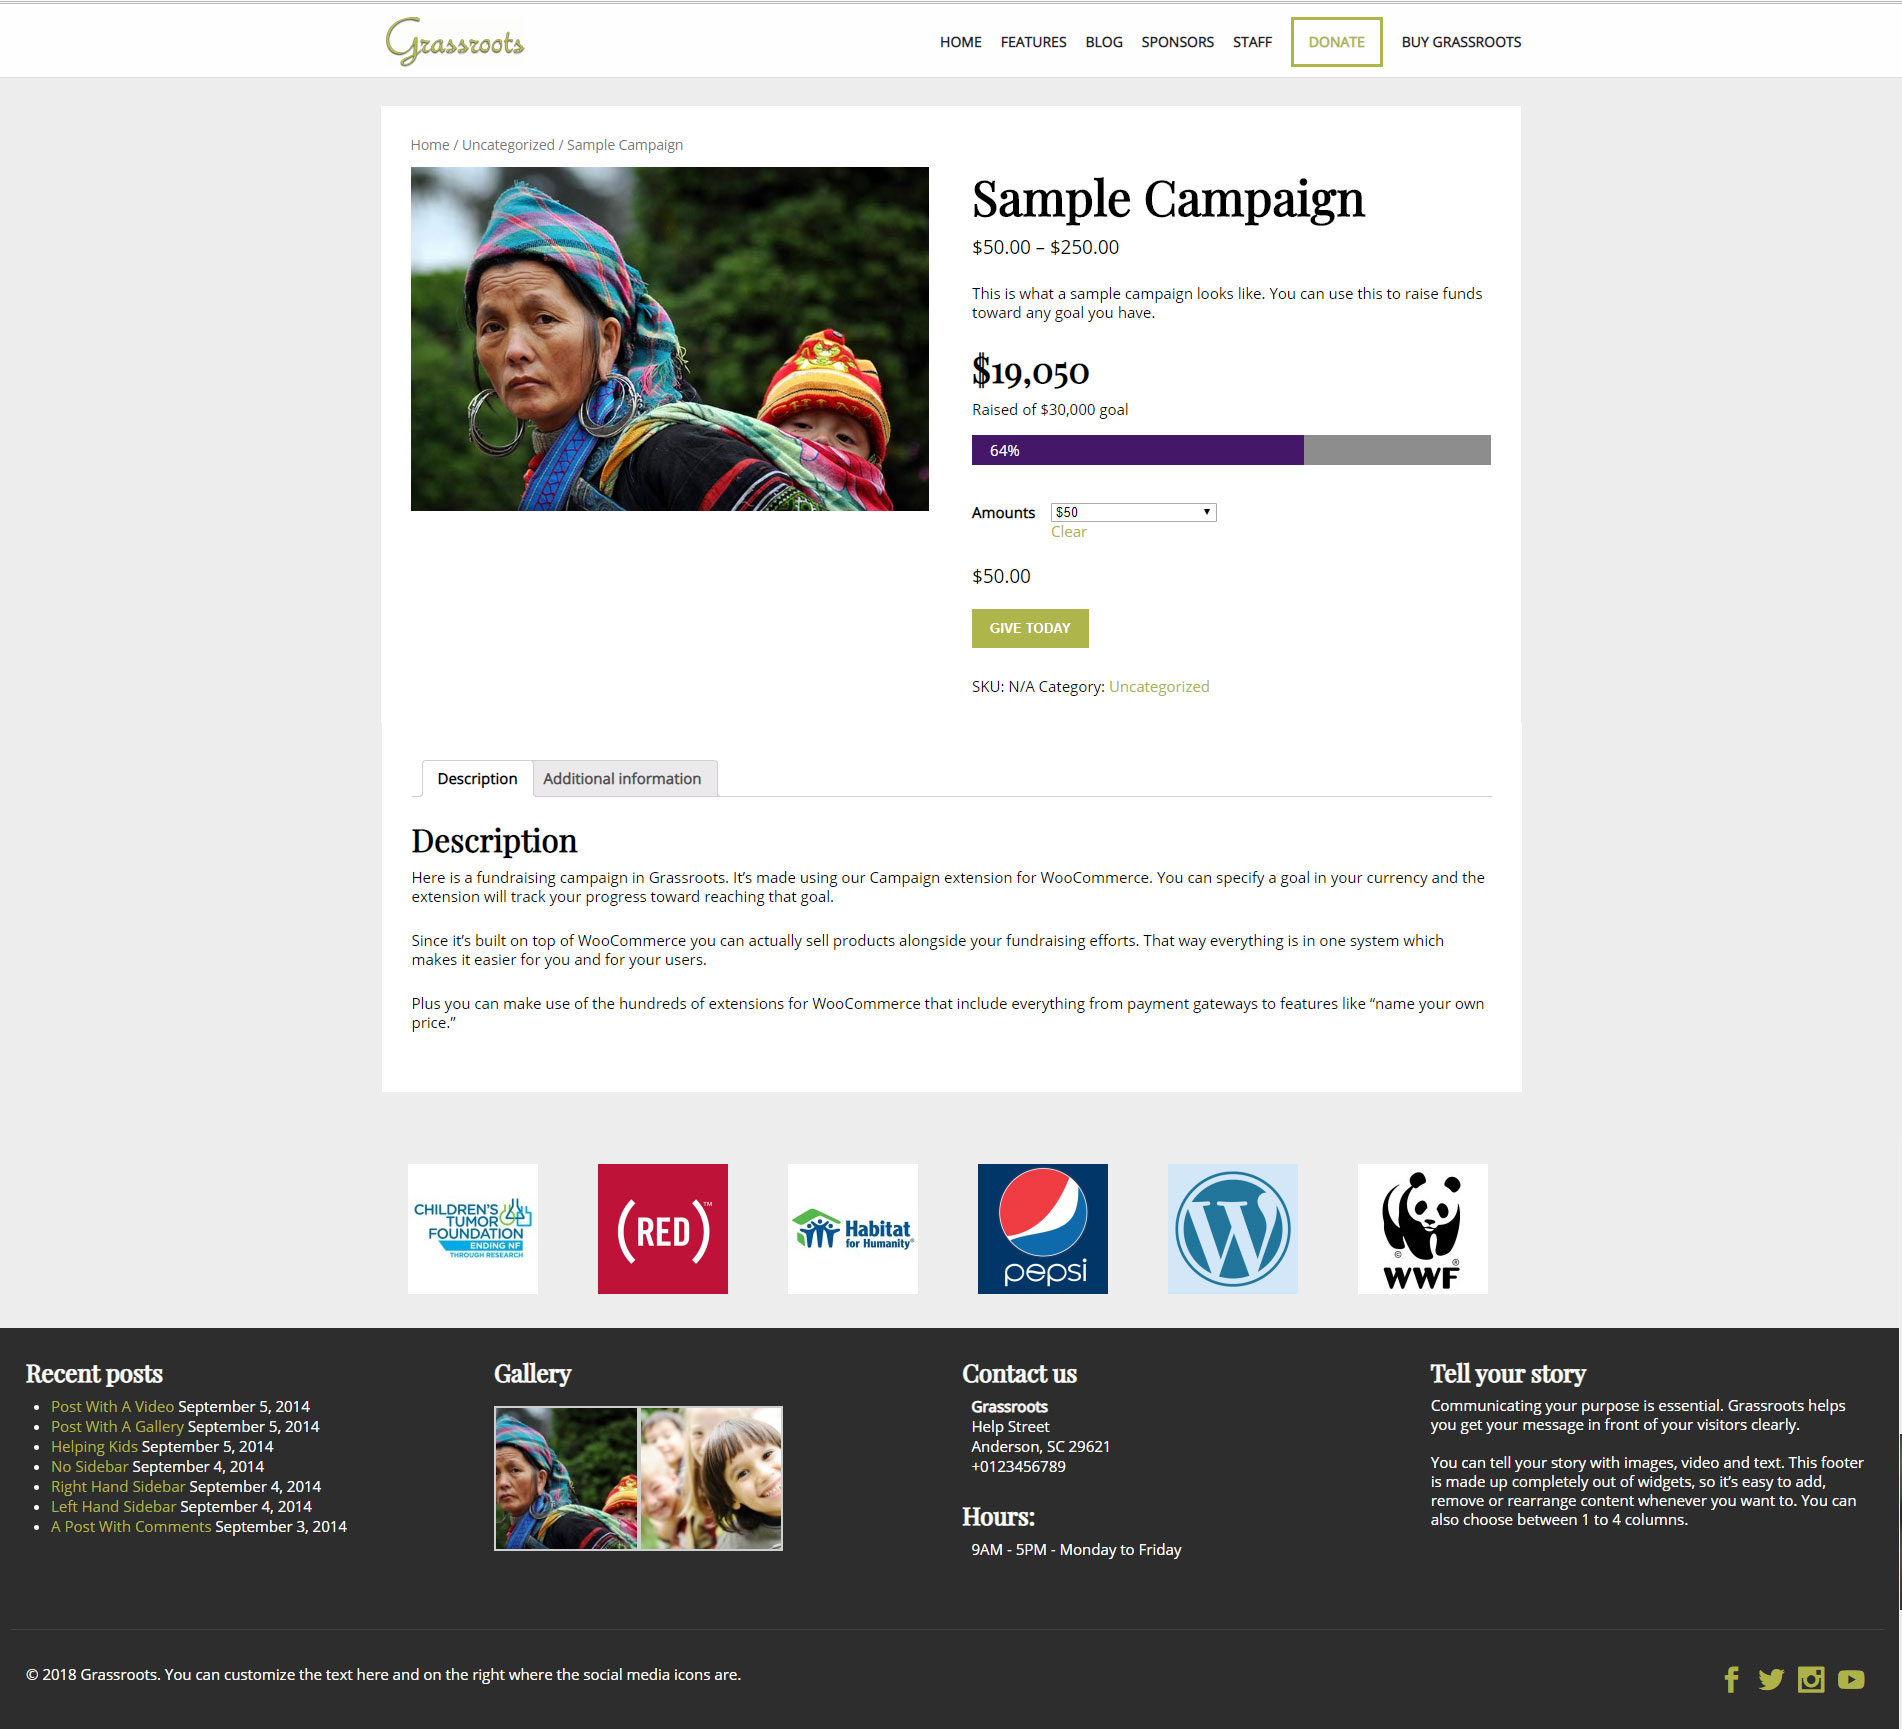 Grassroots
HOME FEATURES BLOG SPONSORS STAFF DONATE BUY GRASSROOTS
Home / Uncategorized / Sample Campaign
Sample Campaign
$50.00 – $250.00
This is what a sample campaign looks like. You can use this to raise funds
toward any goal you have.
$19,050
Raised of $30,000 goal
64%
Amounts $50
Clear
$50.00
GIVE TODAY
SKU: N/A Category: Uncategorized
Description Additional information
Description
Here is a fundraising campaign in Grassroots. It’s made using our Campaign extension for WooCommerce. You can specify a goal in your currency and the
extension will track your progress toward reaching that goal.
Since it’s built on top of WooCommerce you can actually sell products alongside your fundraising efforts. That way everything is in one system which
makes it easier for you and for your users.
Plus you can make use of the hundreds of extensions for WooCommerce that include everything from payment gateways to features like “name your own
price.”
CHILDREN'S
TUMOR
FOUNDATION
ENDING NF
THROUGH RESEARCH
(RED)™
Habitat
for Humanity®
pepsi
W
©
®
WWF
Recent posts
Post With A Video September 5, 2014
Post With A Gallery September 5, 2014
Helping Kids September 5, 2014
No Sidebar September 4, 2014
Right Hand Sidebar September 4, 2014
Left Hand Sidebar September 4, 2014
A Post With Comments September 3, 2014
Gallery
Contact us
Grassroots
Help Street
Anderson, SC 29621
+0123456789
Hours:
9AM - 5PM - Monday to Friday
Tell your story
Communicating your purpose is essential. Grassroots helps
you get your message in front of your visitors clearly.
You can tell your story with images, video and text. This footer
is made up completely out of widgets, so it’s easy to add,
remove or rearrange content whenever you want to. You can
also choose between 1 to 4 columns.
© 2018 Grassroots. You can customize the text here and on the right where the social media icons are.